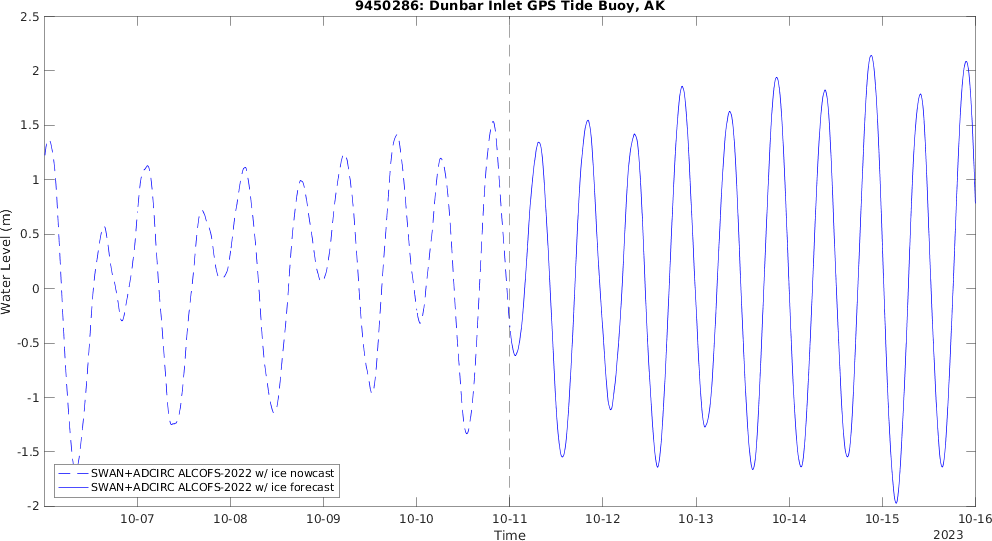 9450286: Dunbar Inlet GPS Tide Buoy, AK
2.5
2
1.5
1
0.5
0
-0.5
-1
-1.5
-2
Water Level (m)
SWAN+ADCIRC ALCOFS-2022 w/ ice nowcast
SWAN+ADCIRC ALCOFS-2022 w/ ice forecast
10-07 10-08 10-09 10-10 10-11 10-12 10-13 10-14 10-15 10-16
Time
2023